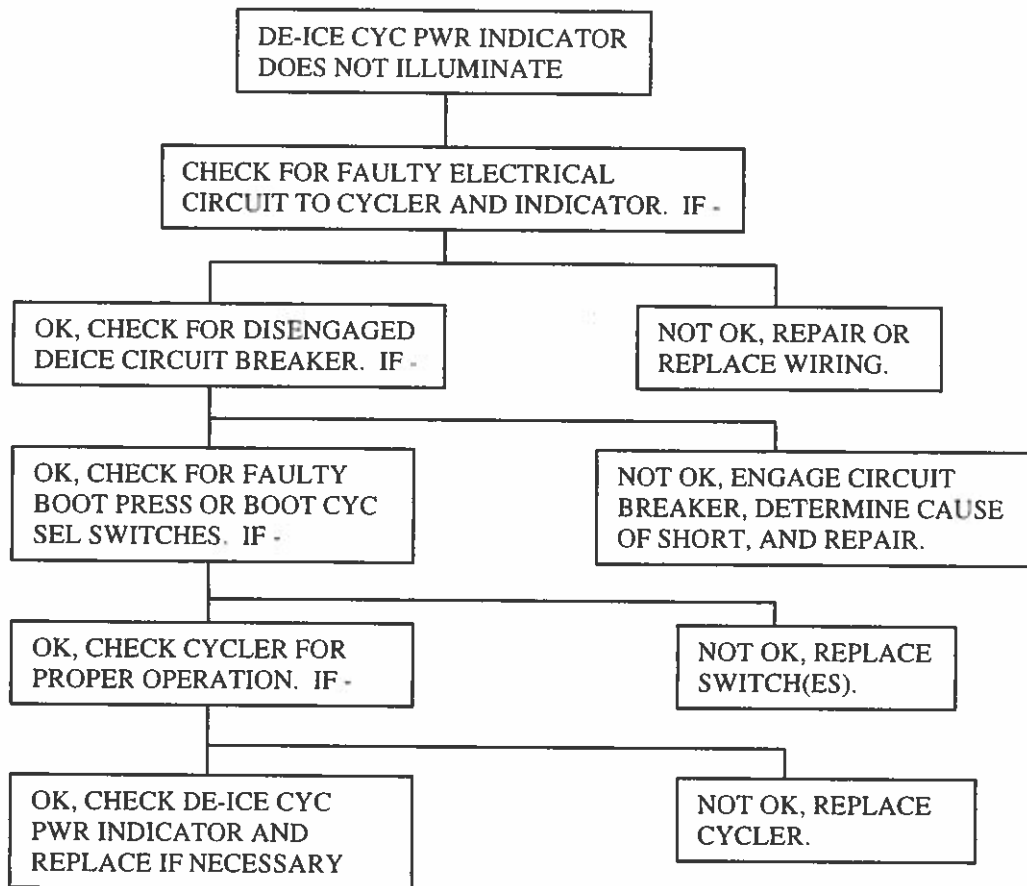 DE-ICE CYC PWR INDICATOR
DOES NOT ILLUMINATE
CHECK FOR FAULTY ELECTRICAL
CIRCUIT TO CYCLER AND INDICATOR. IF -
OK, CHECK FOR DISENGAGED
DEICE CIRCUIT BREAKER. IF -
NOT OK, REPAIR OR
REPLACE WIRING.
OK, CHECK FOR FAULTY
BOOT PRESS OR BOOT CYC
SEL SWITCHES. IF -
NOT OK, ENGAGE CIRCUIT
BREAKER, DETERMINE CAUSE
OF SHORT, AND REPAIR.
OK, CHECK CYCLER FOR
PROPER OPERATION. IF -
NOT OK, REPLACE
SWITCH(ES).
OK, CHECK DE-ICE CYC
PWR INDICATOR AND
REPLACE IF NECESSARY
NOT OK, REPLACE
CYCLER.